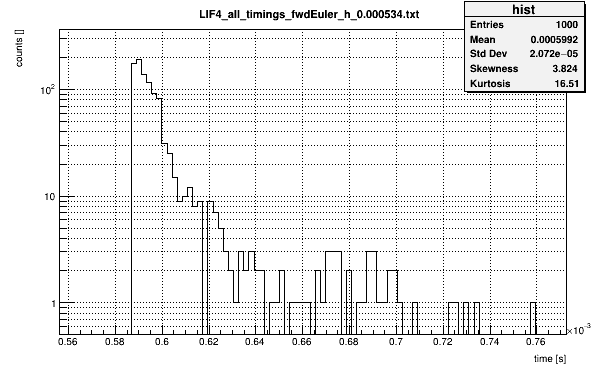 LIF4_all_timings_fwdEuler_h_0.000534.txt
hist
Entries 1000
Mean 0.0005992
Std Dev 2.072e−05
Skewness 3.824
Kurtosis 16.51
counts []
10²
10
1
0.56 0.58 0.6 0.62 0.64 0.66 0.68 0.7 0.72 0.74 0.76
×10⁻³
time [s]